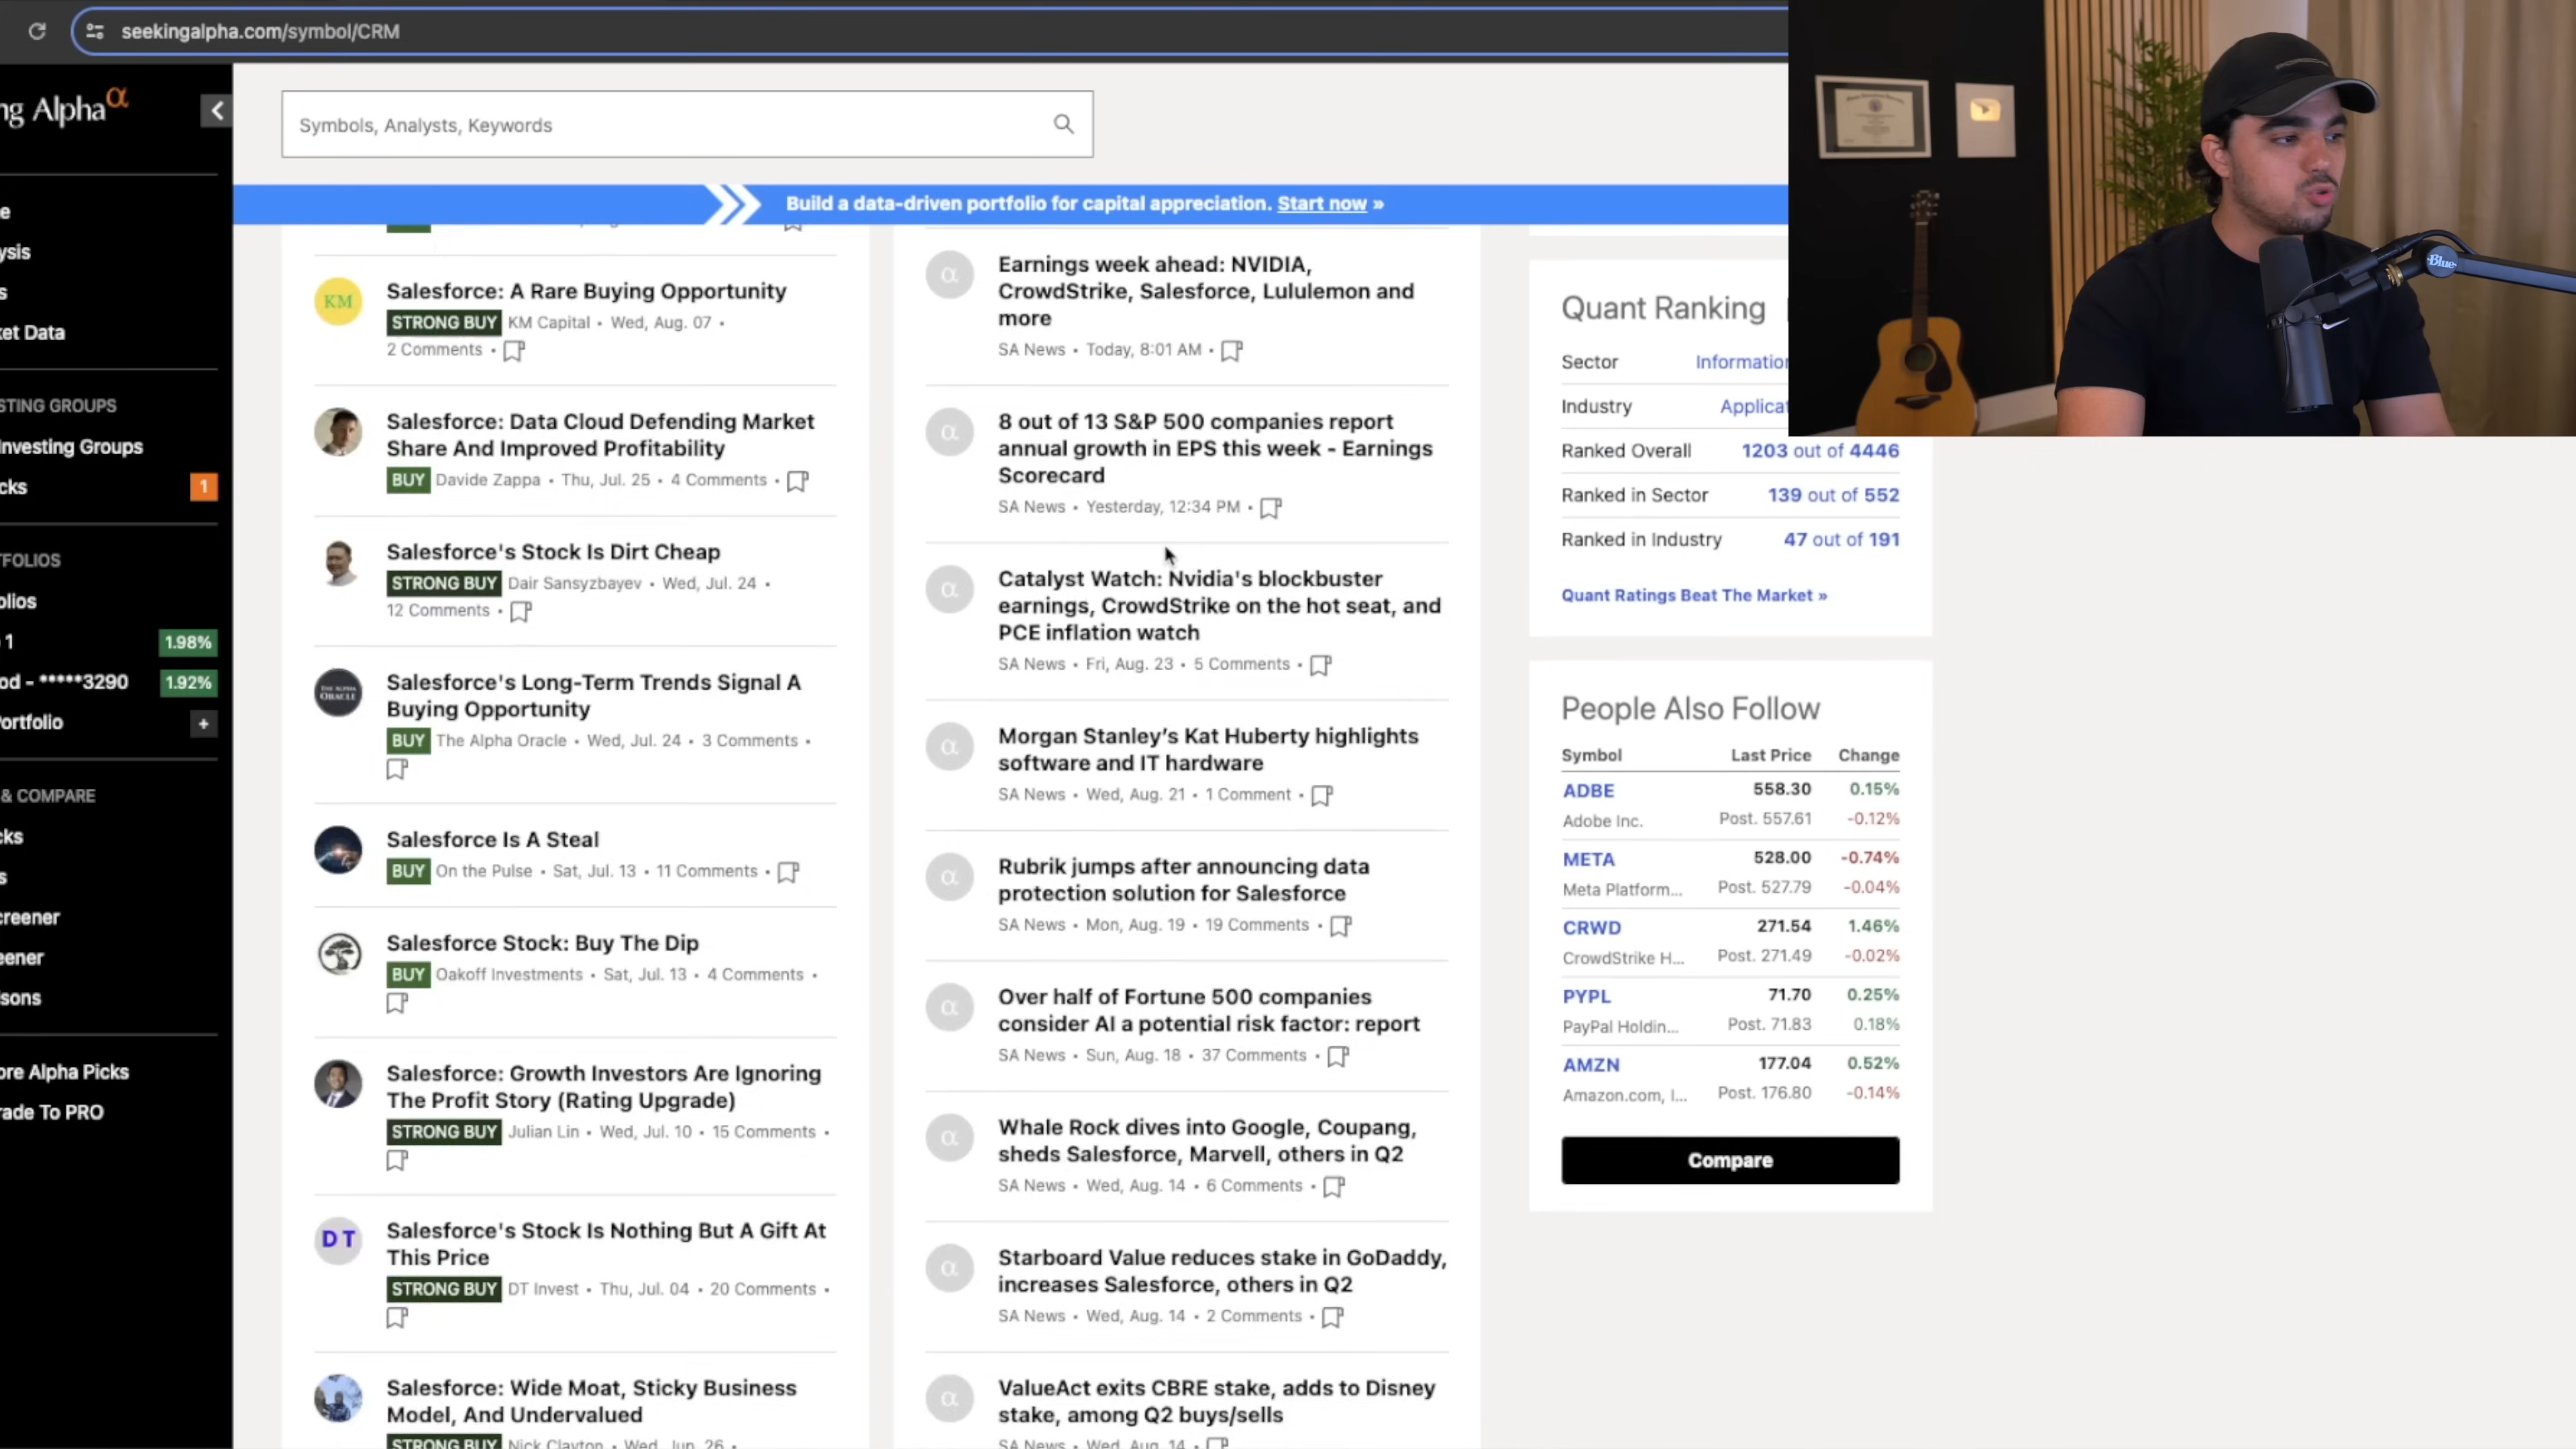 seekingalpha.com/symbol/CRM
ng Alphaα
Symbols, Analysts, Keywords
Build a data-driven portfolio for capital appreciation. Start now »
e
ysis
s
ket Data
STING GROUPS
Investing Groups
cks
1
TFOLIOS
olios
1
1.98%
od - *****3290
1.92%
ortfolio
+
& COMPARE
cks
s
creener
eener
isons
ore Alpha Picks
rade To PRO
KM
Salesforce: A Rare Buying Opportunity
STRONG BUY KM Capital • Wed, Aug. 07 •
2 Comments •
Salesforce: Data Cloud Defending Market
Share And Improved Profitability
BUY Davide Zappa • Thu, Jul. 25 • 4 Comments •
Salesforce's Stock Is Dirt Cheap
STRONG BUY Dair Sansyzbayev • Wed, Jul. 24 •
12 Comments •
THE ALPHA
ORACLE
Salesforce's Long-Term Trends Signal A
Buying Opportunity
BUY The Alpha Oracle • Wed, Jul. 24 • 3 Comments •
Salesforce Is A Steal
BUY On the Pulse • Sat, Jul. 13 • 11 Comments •
Salesforce Stock: Buy The Dip
BUY Oakoff Investments • Sat, Jul. 13 • 4 Comments •
Salesforce: Growth Investors Are Ignoring
The Profit Story (Rating Upgrade)
STRONG BUY Julian Lin • Wed, Jul. 10 • 15 Comments •
DT
Salesforce's Stock Is Nothing But A Gift At
This Price
STRONG BUY DT Invest • Thu, Jul. 04 • 20 Comments •
Salesforce: Wide Moat, Sticky Business
Model, And Undervalued
STRONG BUY Nick Clayton • Wed, Jun. 26 •
α
Earnings week ahead: NVIDIA,
CrowdStrike, Salesforce, Lululemon and
more
SA News • Today, 8:01 AM •
α
8 out of 13 S&P 500 companies report
annual growth in EPS this week - Earnings
Scorecard
SA News • Yesterday, 12:34 PM •
α
Catalyst Watch: Nvidia's blockbuster
earnings, CrowdStrike on the hot seat, and
PCE inflation watch
SA News • Fri, Aug. 23 • 5 Comments •
α
Morgan Stanley’s Kat Huberty highlights
software and IT hardware
SA News • Wed, Aug. 21 • 1 Comment •
α
Rubrik jumps after announcing data
protection solution for Salesforce
SA News • Mon, Aug. 19 • 19 Comments •
α
Over half of Fortune 500 companies
consider AI a potential risk factor: report
SA News • Sun, Aug. 18 • 37 Comments •
α
Whale Rock dives into Google, Coupang,
sheds Salesforce, Marvell, others in Q2
SA News • Wed, Aug. 14 • 6 Comments •
α
Starboard Value reduces stake in GoDaddy,
increases Salesforce, others in Q2
SA News • Wed, Aug. 14 • 2 Comments •
α
ValueAct exits CBRE stake, adds to Disney
stake, among Q2 buys/sells
SA News • Wed, Aug. 14 •
Quant Ranking
Sector Information
Industry Applicat
Ranked Overall 1203 out of 4446
Ranked in Sector 139 out of 552
Ranked in Industry 47 out of 191
Quant Ratings Beat The Market »
People Also Follow
Symbol Last Price Change
ADBE 558.30 0.15%
Adobe Inc. Post. 557.61 -0.12%
META 528.00 -0.74%
Meta Platform... Post. 527.79 -0.04%
CRWD 271.54 1.46%
CrowdStrike H... Post. 271.49 -0.02%
PYPL 71.70 0.25%
PayPal Holdin... Post. 71.83 0.18%
AMZN 177.04 0.52%
Amazon.com, I... Post. 176.80 -0.14%
Compare
Blue